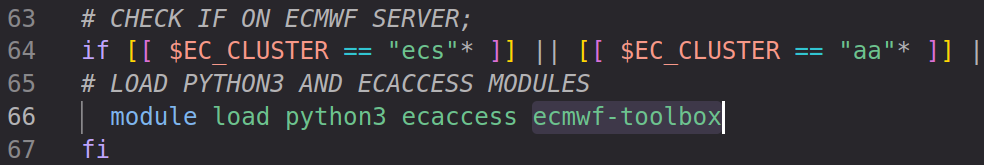 63 # CHECK IF ON ECMWF SERVER;
64 if [[ $EC_CLUSTER == "ecs"* ]] || [[ $EC_CLUSTER == "aa"* ]] |
65 # LOAD PYTHON3 AND ECACCESS MODULES
66 module load python3 ecaccess ecmwf-toolbox
67 fi